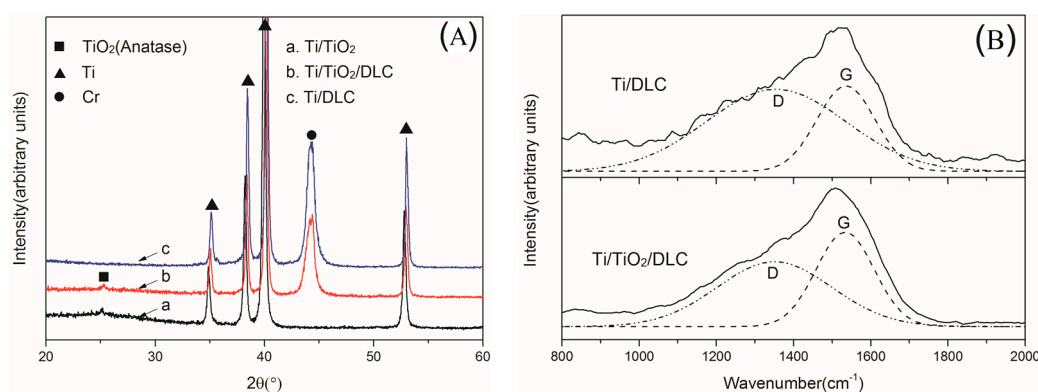 (A)
TiO₂(Anatase)
Ti
Cr
a. Ti/TiO₂
b. Ti/TiO₂/DLC
c. Ti/DLC
c
b
a
Intensity(arbitrary units)
20 30 40 50 60
2θ(°)
(B)
Ti/DLC
D
G
Ti/TiO₂/DLC
D
G
Intensity(arbitrary units)
800 1000 1200 1400 1600 1800 2000
Wavenumber(cm⁻¹)